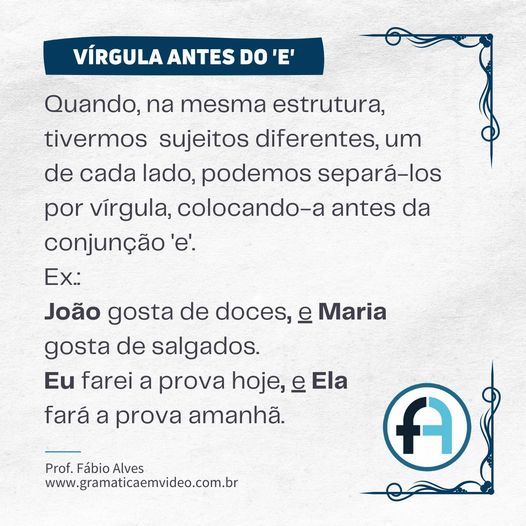 VÍRGULA ANTES DO 'E'
Quando, na mesma estrutura,
tivermos sujeitos diferentes, um
de cada lado, podemos separá-los
por vírgula, colocando-a antes da
conjunção 'e'.
Ex.:
João gosta de doces, e Maria
gosta de salgados.
Eu farei a prova hoje, e Ela
fará a prova amanhã.
fA
Prof. Fábio Alves
www.gramaticaemvideo.com.br